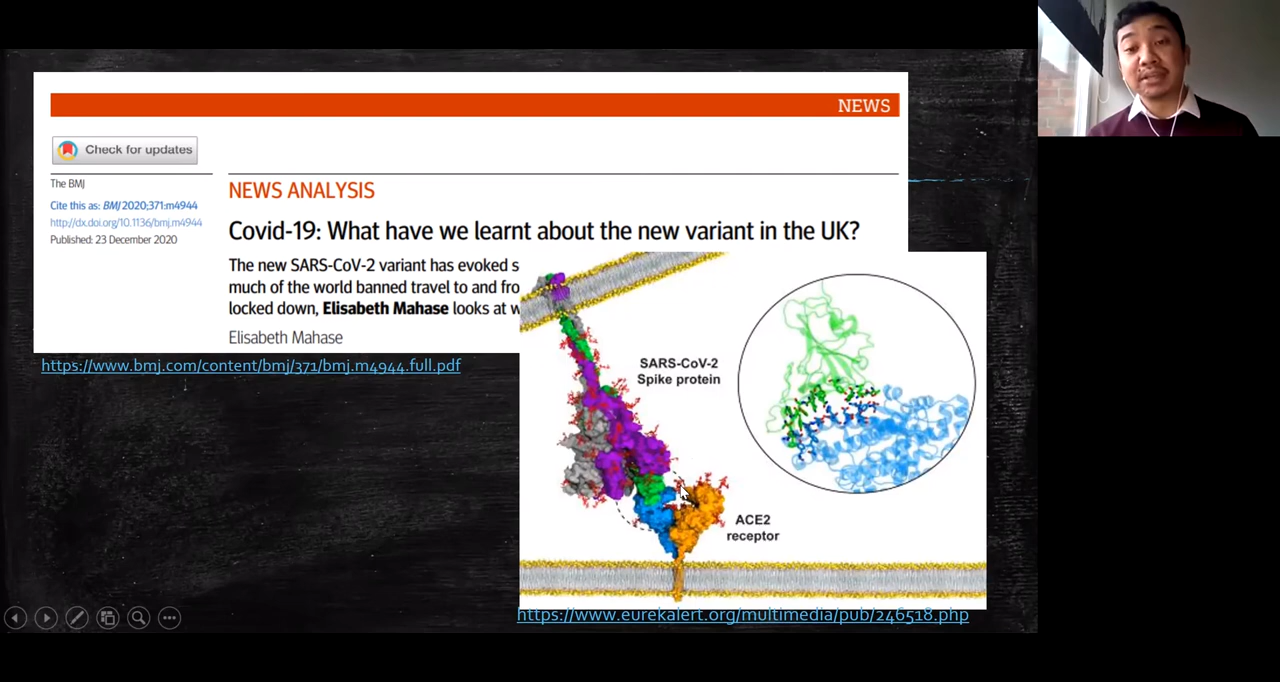 NEWS
Check for updates
The BMJ
Cite this as: BMJ 2020;371:m4944
http://dx.doi.org/10.1136/bmj.m4944
Published: 23 December 2020
NEWS ANALYSIS
Covid-19: What have we learnt about the new variant in the UK?
The new SARS-CoV-2 variant has evoked s
much of the world banned travel to and fro
locked down, Elisabeth Mahase looks at w
Elisabeth Mahase
https://www.bmj.com/content/bmj/371/bmj.m4944.full.pdf
SARS-CoV-2
Spike protein
ACE2
receptor
https://www.eurekalert.org/multimedia/pub/246518.php